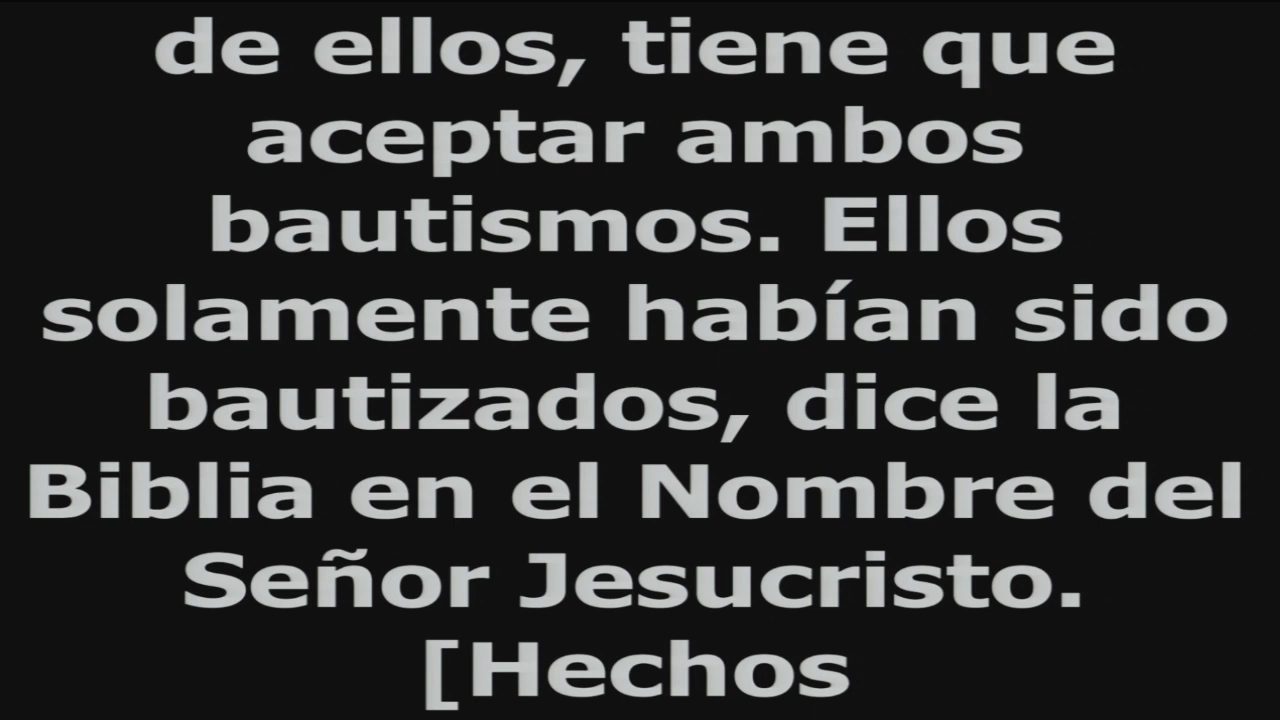 de ellos, tiene que
aceptar ambos
bautismos. Ellos
solamente habían sido
bautizados, dice la
Biblia en el Nombre del
Señor Jesucristo.
[Hechos